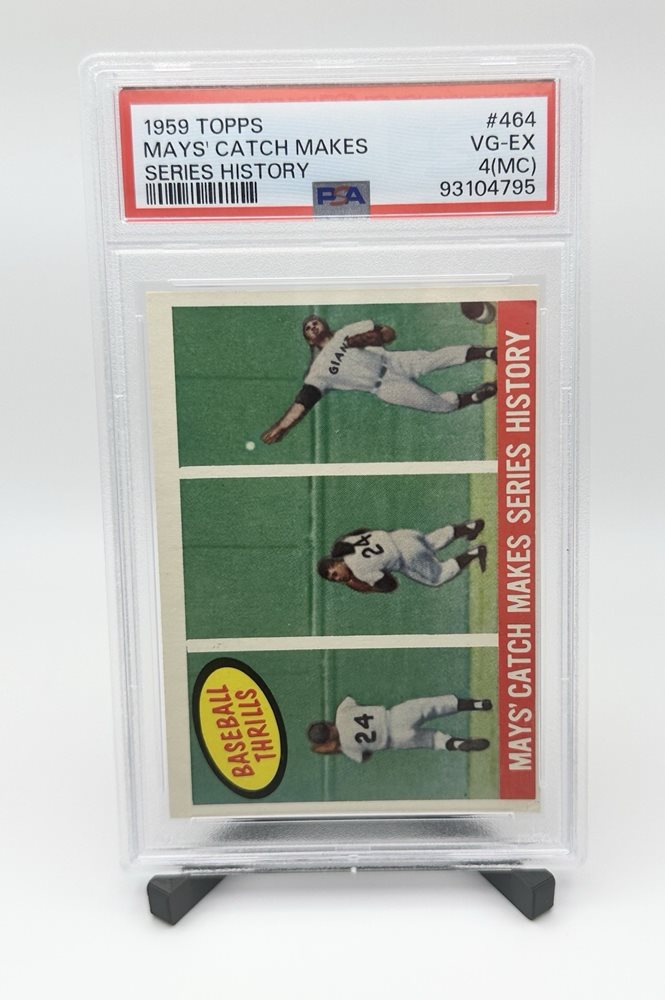 1959 TOPPS
#464
MAYS' CATCH MAKES
VG-EX
SERIES HISTORY
4(MC)
PSA
93104795
GIANT
24
24
BASEBALL
THRILLS
MAYS' CATCH MAKES SERIES HISTORY